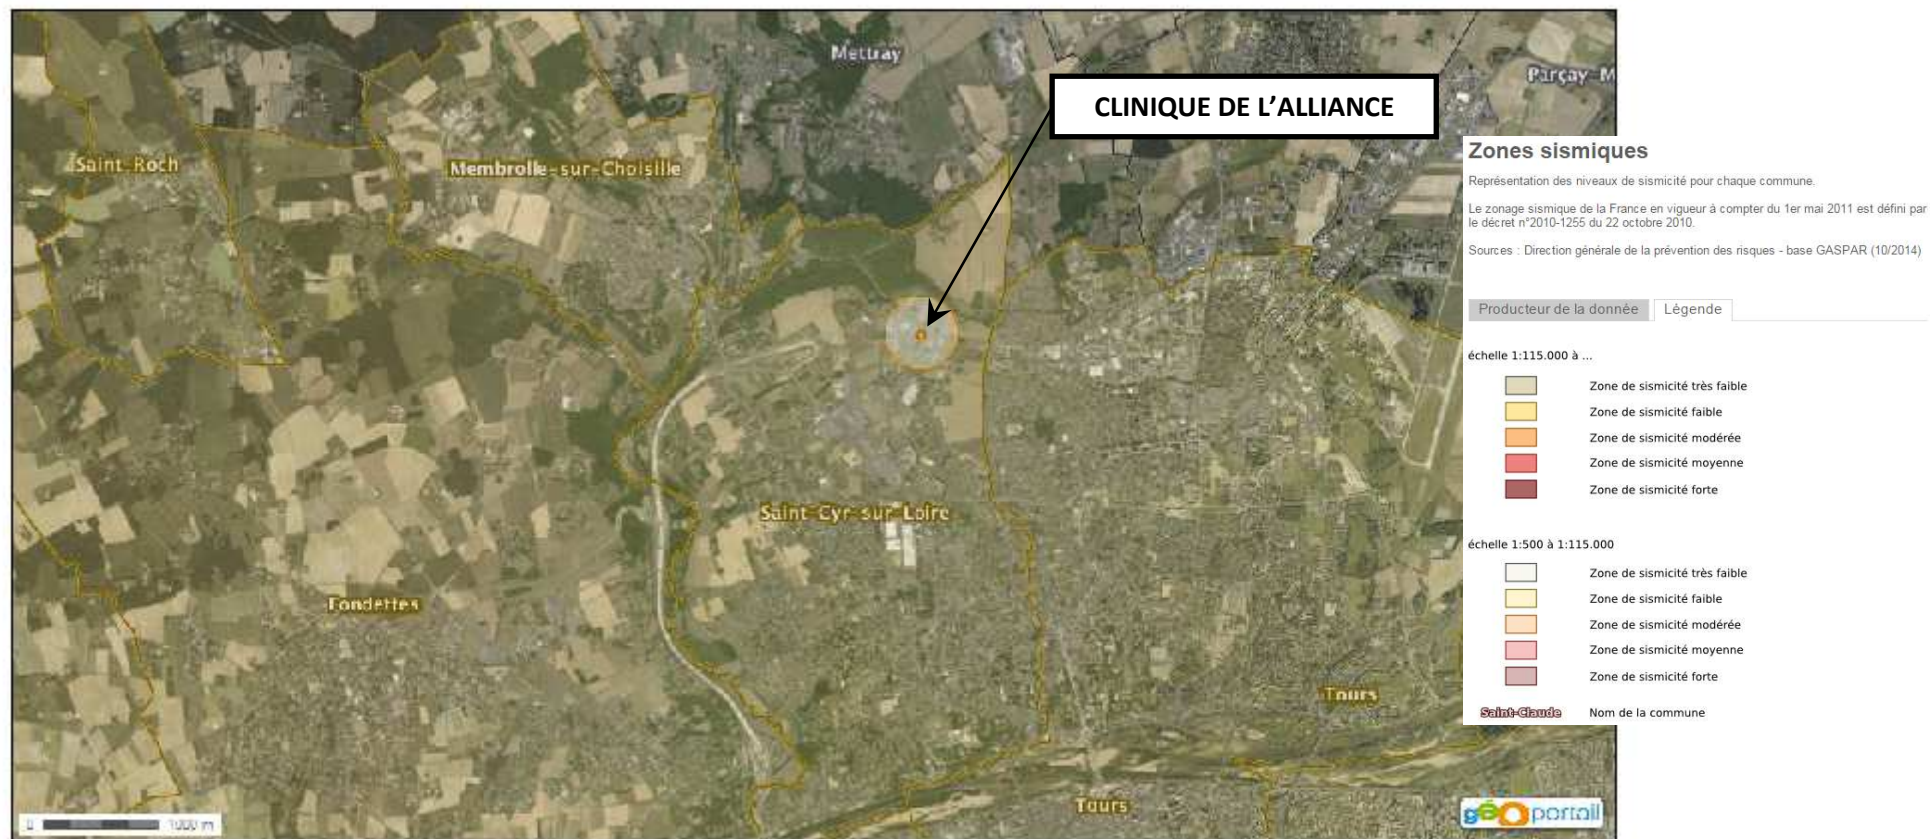 Mettray
Parçay-M
CLINIQUE DE L’ALLIANCE
Saint-Roch
Membrolle-sur-Choisille
Saint-Cyr-sur-Loire
Fondettes
Tours
Tours
0 1000 m
géoportail
Zones sismiques
Représentation des niveaux de sismicité pour chaque commune.
Le zonage sismique de la France en vigueur à compter du 1er mai 2011 est défini par
le décret n°2010-1255 du 22 octobre 2010.
Sources : Direction générale de la prévention des risques - base GASPAR (10/2014)
Producteur de la donnée Légende
échelle 1:115.000 à ...
Zone de sismicité très faible
Zone de sismicité faible
Zone de sismicité modérée
Zone de sismicité moyenne
Zone de sismicité forte
échelle 1:500 à 1:115.000
Zone de sismicité très faible
Zone de sismicité faible
Zone de sismicité modérée
Zone de sismicité moyenne
Zone de sismicité forte
Saint-Claude Nom de la commune